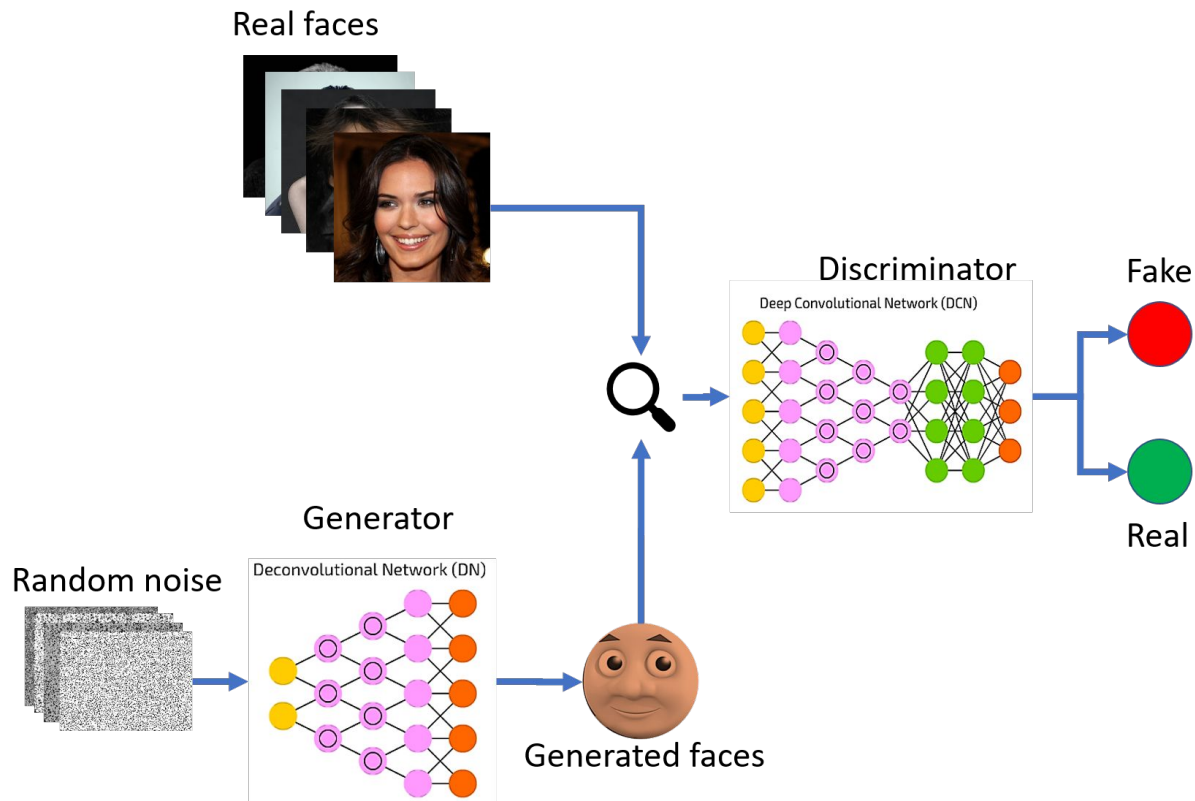 Real faces
Discriminator
Fake
Deep Convolutional Network (DCN)
Generator
Real
Random noise
Deconvolutional Network (DN)
Generated faces